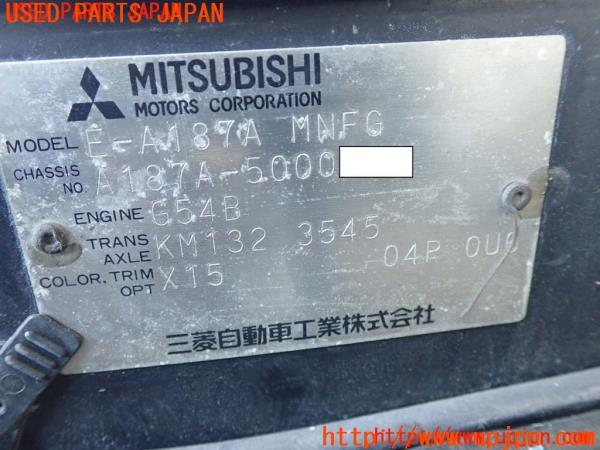 USED PARTS JAPAN
MITSUBISHI
MOTORS CORPORATION
MODEL E-A187A MNFG
CHASSIS NO. A187A-5000
ENGINE G54B
TRANS AXLE KM132 3545 04P 0U0
COLOR, TRIM OPT X15
三菱自動車工業株式会社